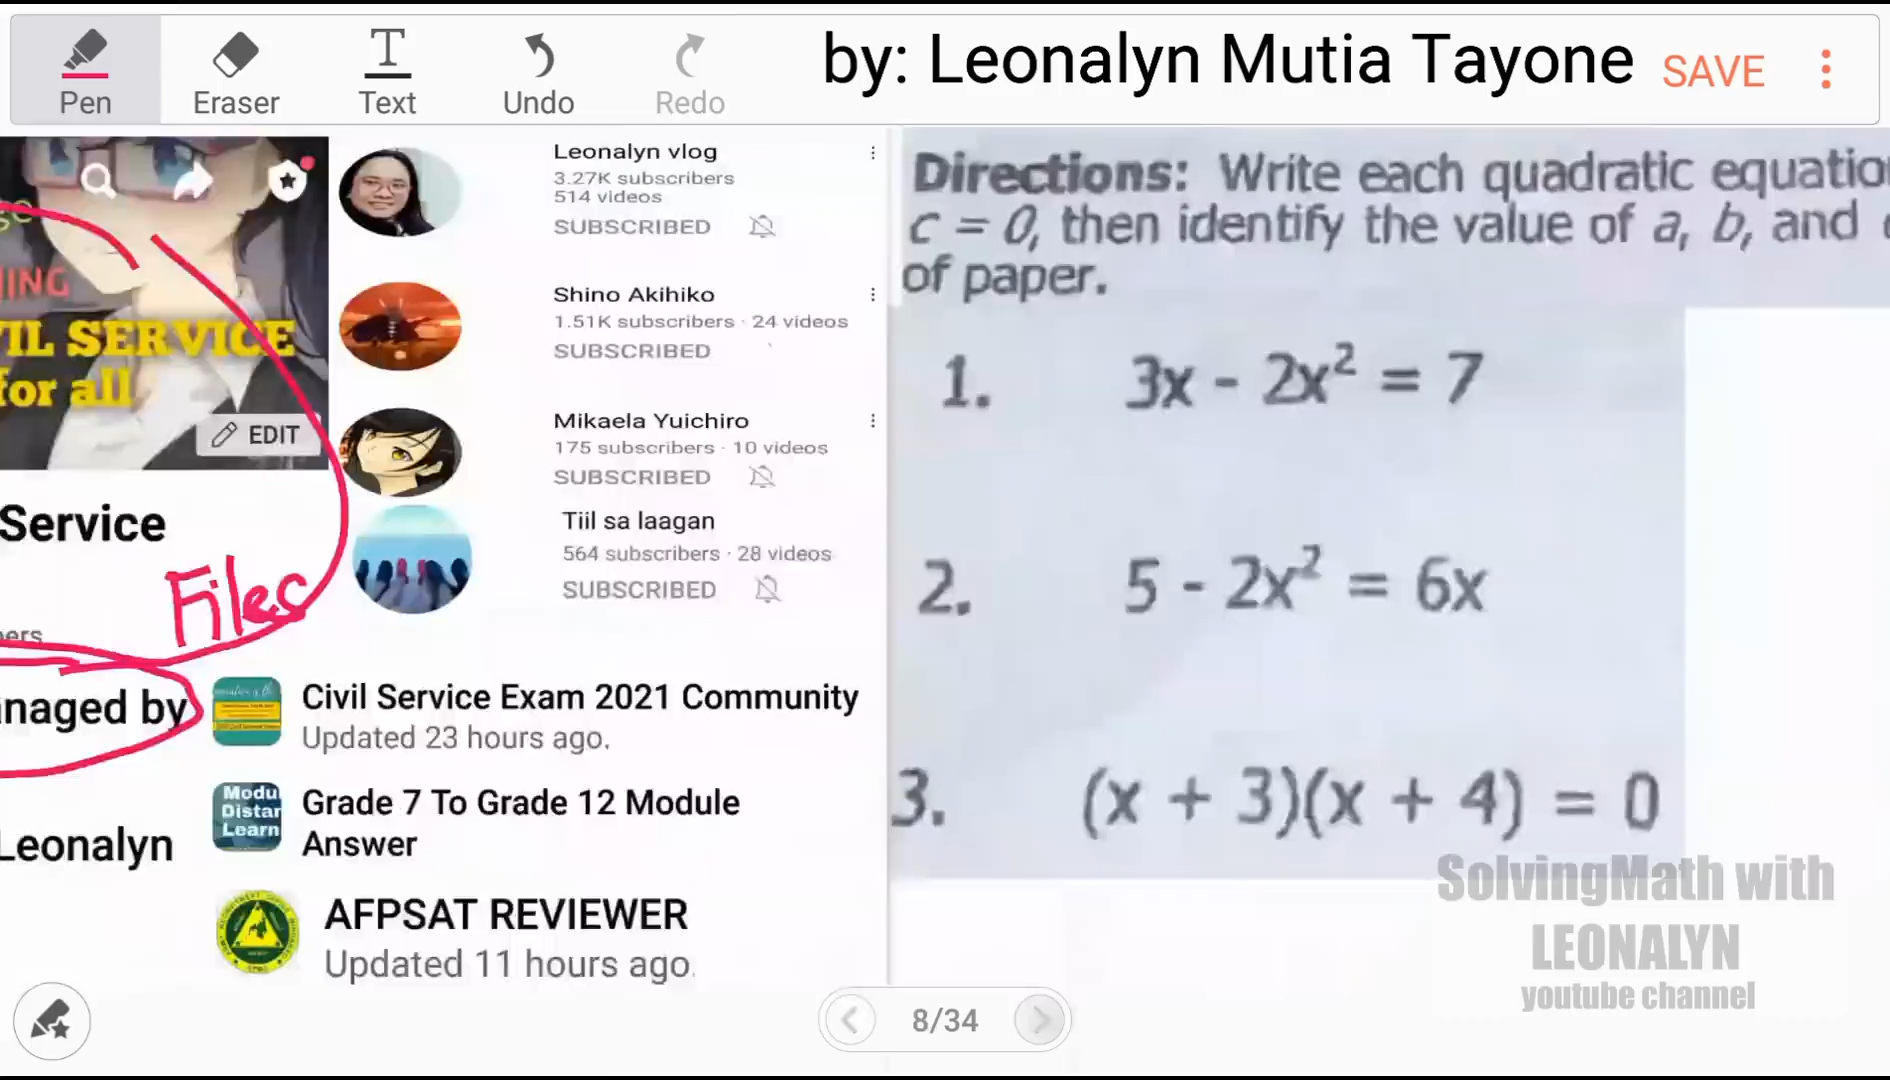 Pen
Eraser
T
Text
Undo
Redo
by: Leonalyn Mutia Tayone
SAVE
ING
IL SERVICE
for all
EDIT
Service
Files
ers
naged by
Leonalyn
Leonalyn vlog
3.27K subscribers
514 videos
SUBSCRIBED
Shino Akihiko
1.51K subscribers · 24 videos
SUBSCRIBED
Mikaela Yuichiro
175 subscribers · 10 videos
SUBSCRIBED
Tiil sa laagan
564 subscribers · 28 videos
SUBSCRIBED
Civil Service Exam 2021 Community
Updated 23 hours ago.
Modu
Distar
Learn
Grade 7 To Grade 12 Module
Answer
AFPSAT REVIEWER
Updated 11 hours ago.
Directions: Write each quadratic equatio
c = 0, then identify the value of a, b, and
of paper.
1. 3x - 2x² = 7
2. 5 - 2x² = 6x
3. (x + 3)(x + 4) = 0
SolvingMath with
LEONALYN
youtube channel
8/34